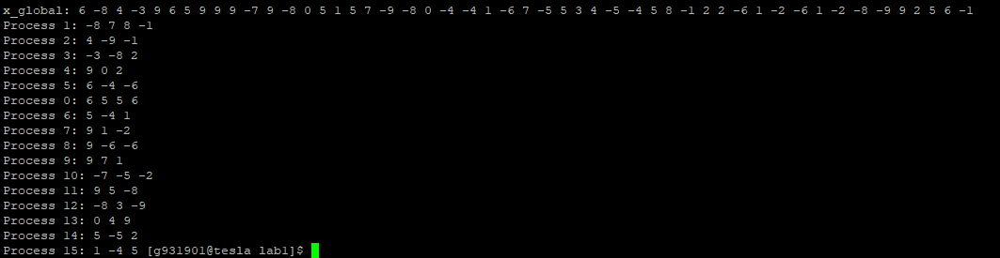 x_global: 6 -8 4 -3 9 6 5 9 9 9 -7 9 -8 0 5 1 5 7 -9 -8 0 -4 -4 1 -6 7 -5 5 3 4 -5 -4 5 8 -1 2 2 -6 1 -2 -6 1 -2 -8 -9 9 2 5 6 -1
Process 1: -8 7 8 -1
Process 2: 4 -9 -1
Process 3: -3 -8 2
Process 4: 9 0 2
Process 5: 6 -4 -6
Process 0: 6 5 5 6
Process 6: 5 -4 1
Process 7: 9 1 -2
Process 8: 9 -6 -6
Process 9: 9 7 1
Process 10: -7 -5 -2
Process 11: 9 5 -8
Process 12: -8 3 -9
Process 13: 0 4 9
Process 14: 5 -5 2
Process 15: 1 -4 5 [g931901@tesla lab1]$